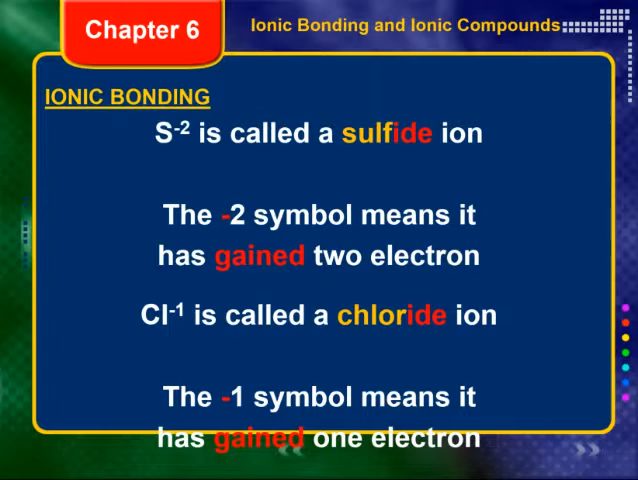 Chapter 6
Ionic Bonding and Ionic Compounds
IONIC BONDING
S-2 is called a sulfide ion
The -2 symbol means it
has gained two electron
Cl-1 is called a chloride ion
The -1 symbol means it
has gained one electron